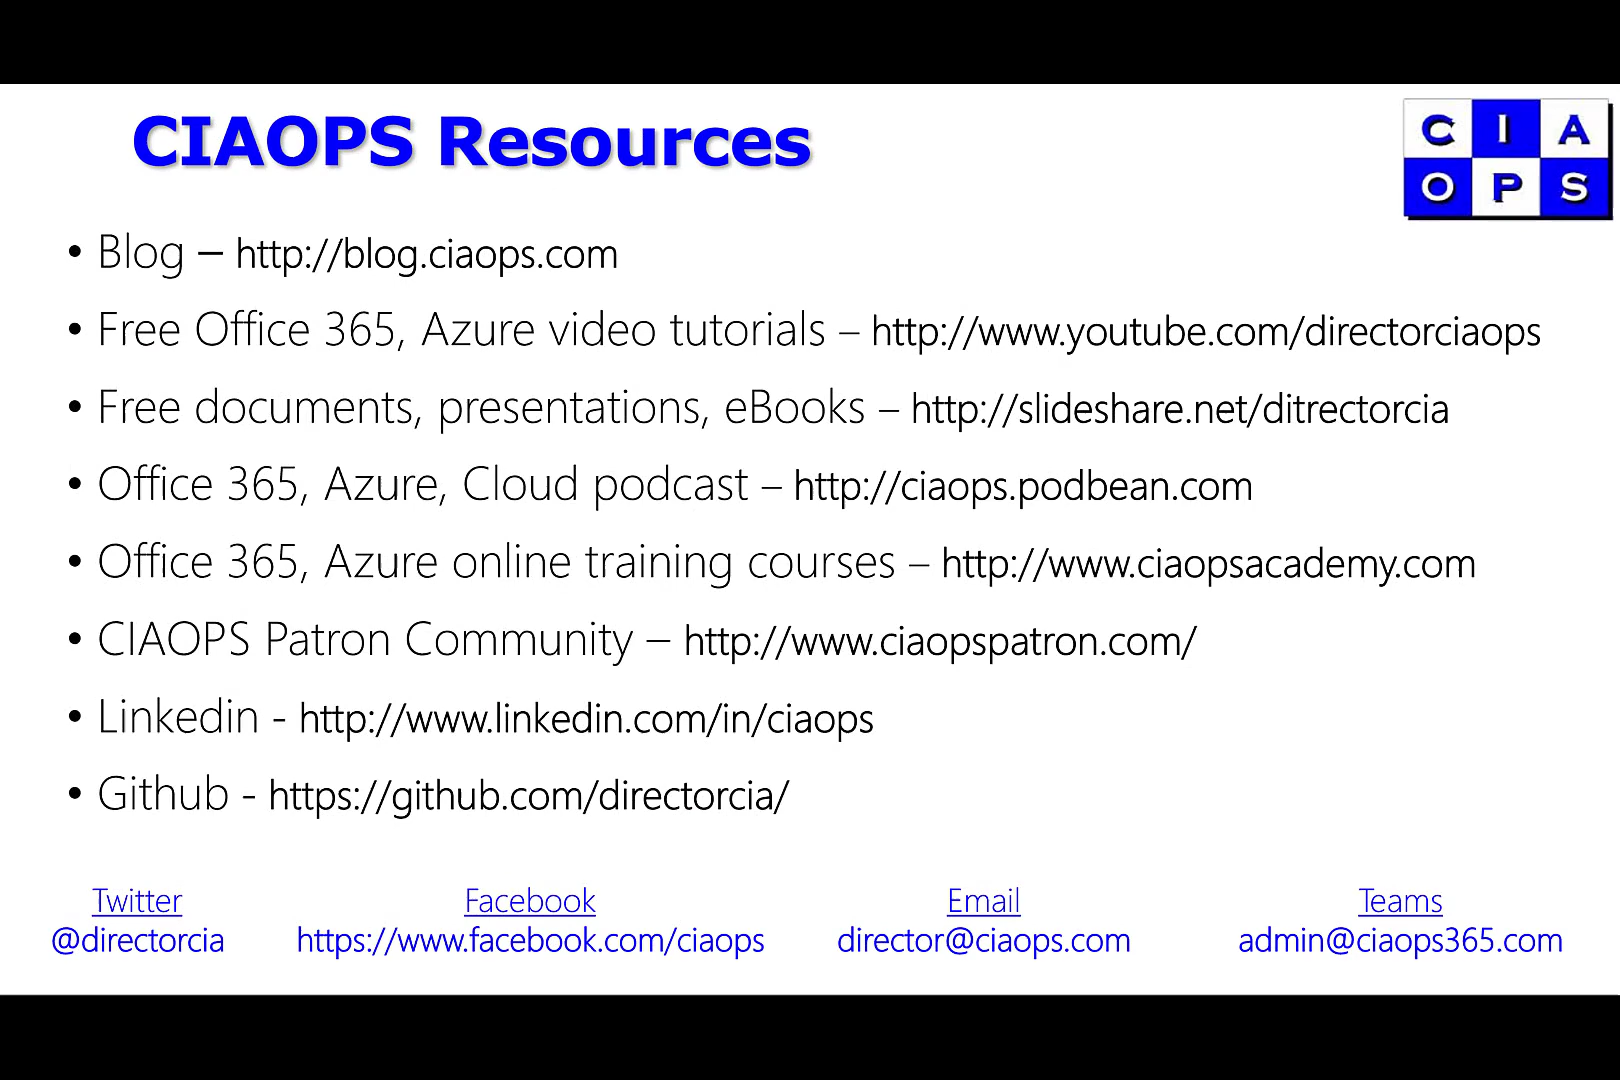 CIAOPS Resources
C I A
O P S
• Blog – http://blog.ciaops.com
• Free Office 365, Azure video tutorials – http://www.youtube.com/directorciaops
• Free documents, presentations, eBooks – http://slideshare.net/ditrectorcia
• Office 365, Azure, Cloud podcast – http://ciaops.podbean.com
• Office 365, Azure online training courses – http://www.ciaopsacademy.com
• CIAOPS Patron Community – http://www.ciaopspatron.com/
• Linkedin - http://www.linkedin.com/in/ciaops
• Github - https://github.com/directorcia/
Twitter Facebook Email Teams
@directorcia https://www.facebook.com/ciaops director@ciaops.com admin@ciaops365.com